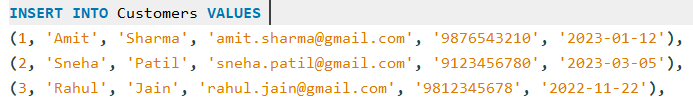 INSERT INTO Customers VALUES
(1, 'Amit', 'Sharma', 'amit.sharma@gmail.com', '9876543210', '2023-01-12'),
(2, 'Sneha', 'Patil', 'sneha.patil@gmail.com', '9123456780', '2023-03-05'),
(3, 'Rahul', 'Jain', 'rahul.jain@gmail.com', '9812345678', '2022-11-22'),